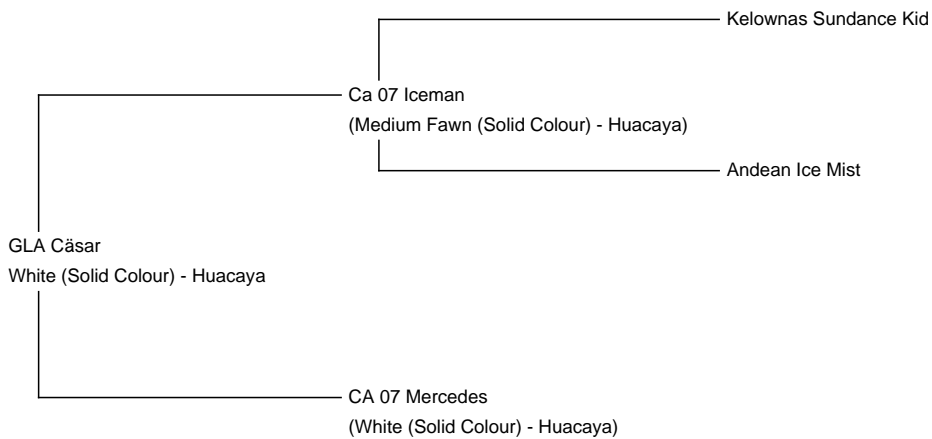 Kelownas Sundance Kid
Ca 07 Iceman
(Medium Fawn (Solid Colour) - Huacaya)
Andean Ice Mist
GLA Cäsar
White (Solid Colour) - Huacaya
CA 07 Mercedes
(White (Solid Colour) - Huacaya)